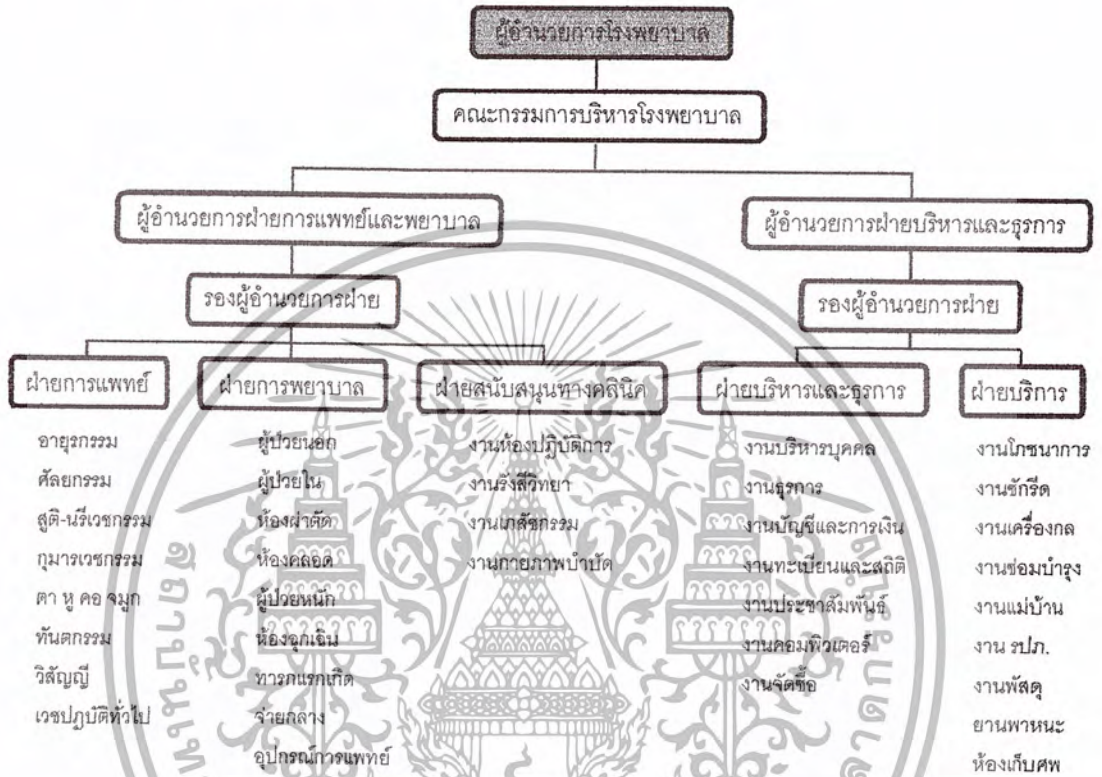 ผู้อำนวยการโรงพยาบาล
คณะกรรมการบริหารโรงพยาบาล
ผู้อำนวยการฝ่ายการแพทย์และพยาบาล
ผู้อำนวยการฝ่ายบริหารและธุรการ
รองผู้อำนวยการฝ่าย
รองผู้อำนวยการฝ่าย
ฝ่ายการแพทย์
อายุรกรรม
ศัลยกรรม
สูติ-นรีเวชกรรม
กุมารเวชกรรม
ตา หู คอ จมูก
ทันตกรรม
วิสัญญี
เวชปฎบัติทั่วไป
ฝ่ายการพยาบาล
ผู้ป่วยนอก
ผู้ป่วยใน
ห้องผ่าตัด
ห้องคลอด
ผู้ป่วยหนัก
ห้องฉุกเฉิน
ทารกแรกเกิด
จ่ายกลาง
อุปกรณ์การแพทย์
ฝ่ายสนับสนุนทางคลินิค
งานห้องปฏิบัติการ
งานรังสีวิทยา
งานเภสัชกรรม
งานกายภาพบำบัด
ฝ่ายบริหารและธุรการ
งานบริหารบุคคล
งานธุรการ
งานบัญชีและการเงิน
งานทะเบียนและสถิติ
งานประชาสัมพันธ์
งานคอมพิวเตอร์
งานจัดซื้อ
ฝ่ายบริการ
งานโภชนาการ
งานซักรีด
งานเครื่องกล
งานซ่อมบำรุง
งานแม่บ้าน
งาน รปภ.
งานพัสดุ
ยานพาหนะ
ห้องเก็บศพ